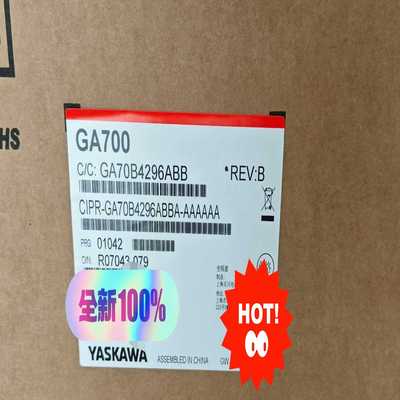 HS
GA700
C/C: GA70B4296ABB
*REV:B
CIPR-GA70B4296ABBA-AAAAAA
PRG 01042
O/N R07043-079
全新100%
HOT!
YASKAWA
ASSEMBLED IN CHINA
GW